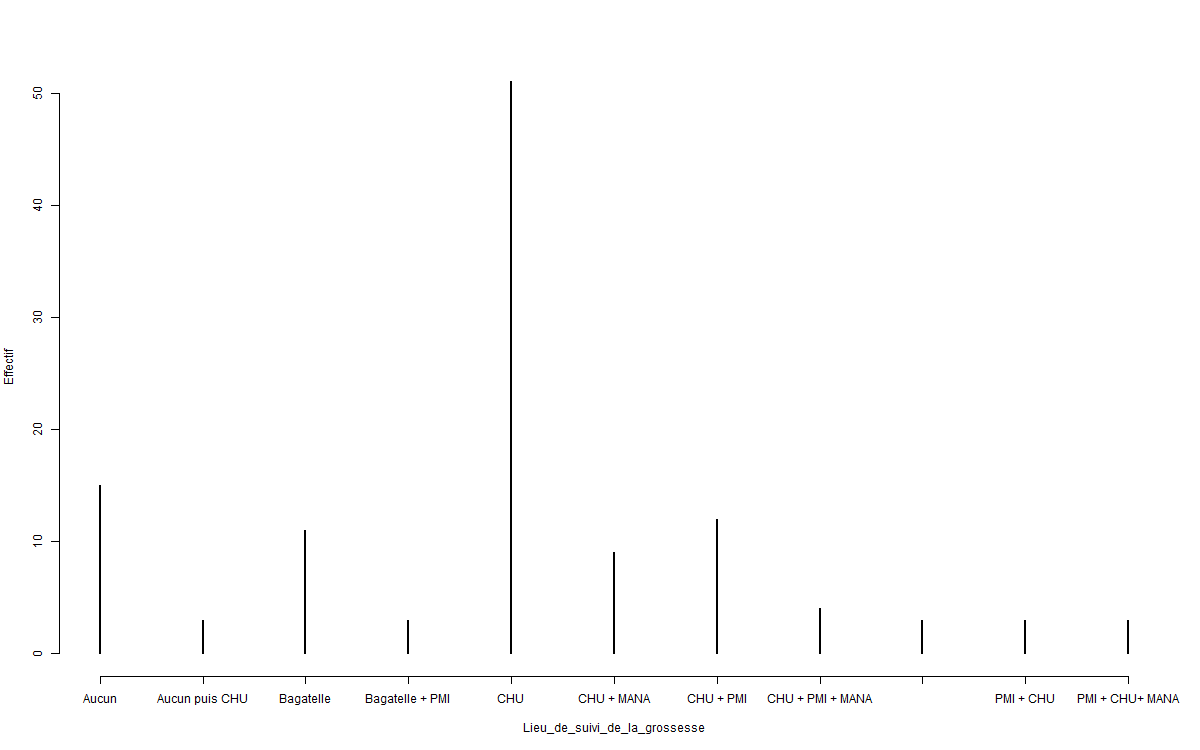 50
40
30
20
10
0
Effectif
Aucun
Aucun puis CHU
Bagatelle
Bagatelle + PMI
CHU
CHU + MANA
CHU + PMI
CHU + PMI + MANA
PMI + CHU
PMI + CHU+ MANA
Lieu_de_suivi_de_la_grossesse